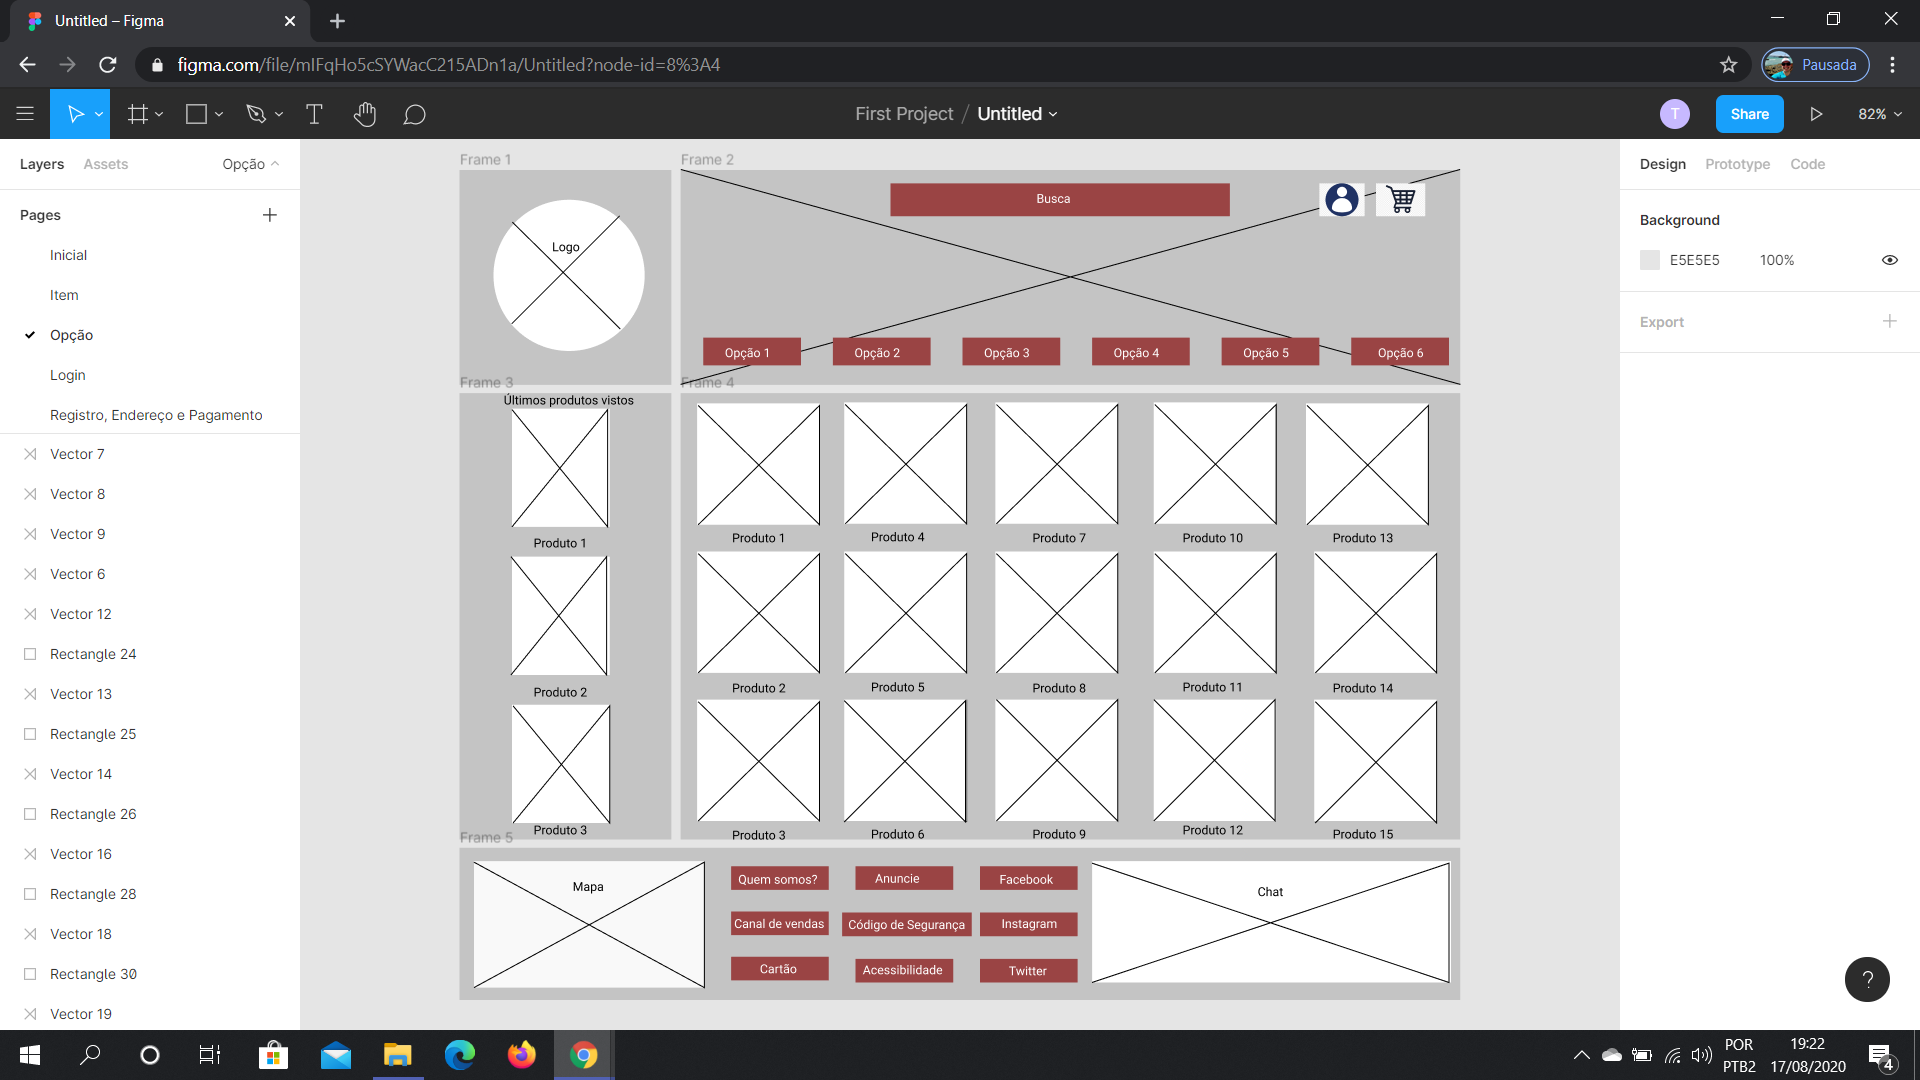 Untitled – Figma
figma.com/file/mIFqHo5cSYWacC215ADn1a/Untitled?node-id=8%3A4
Pausada
First Project / Untitled
T
Share
82%
Layers
Assets
Opção
Pages
Inicial
Item
Opção
Login
Registro, Endereço e Pagamento
Vector 7
Vector 8
Vector 9
Vector 6
Vector 12
Rectangle 24
Vector 13
Rectangle 25
Vector 14
Rectangle 26
Vector 16
Rectangle 28
Vector 18
Rectangle 30
Vector 19
Frame 1
Logo
Frame 2
Busca
Opção 1
Opção 2
Opção 3
Opção 4
Opção 5
Opção 6
Frame 3
Últimos produtos vistos
Produto 1
Produto 2
Produto 3
Frame 4
Produto 1
Produto 4
Produto 7
Produto 10
Produto 13
Produto 2
Produto 5
Produto 8
Produto 11
Produto 14
Produto 3
Produto 6
Produto 9
Produto 12
Produto 15
Frame 5
Mapa
Quem somos?
Anuncie
Facebook
Canal de vendas
Código de Segurança
Instagram
Cartão
Acessibilidade
Twitter
Chat
Design
Prototype
Code
Background
E5E5E5
100%
Export
?
POR
PTB2
19:22
17/08/2020
4